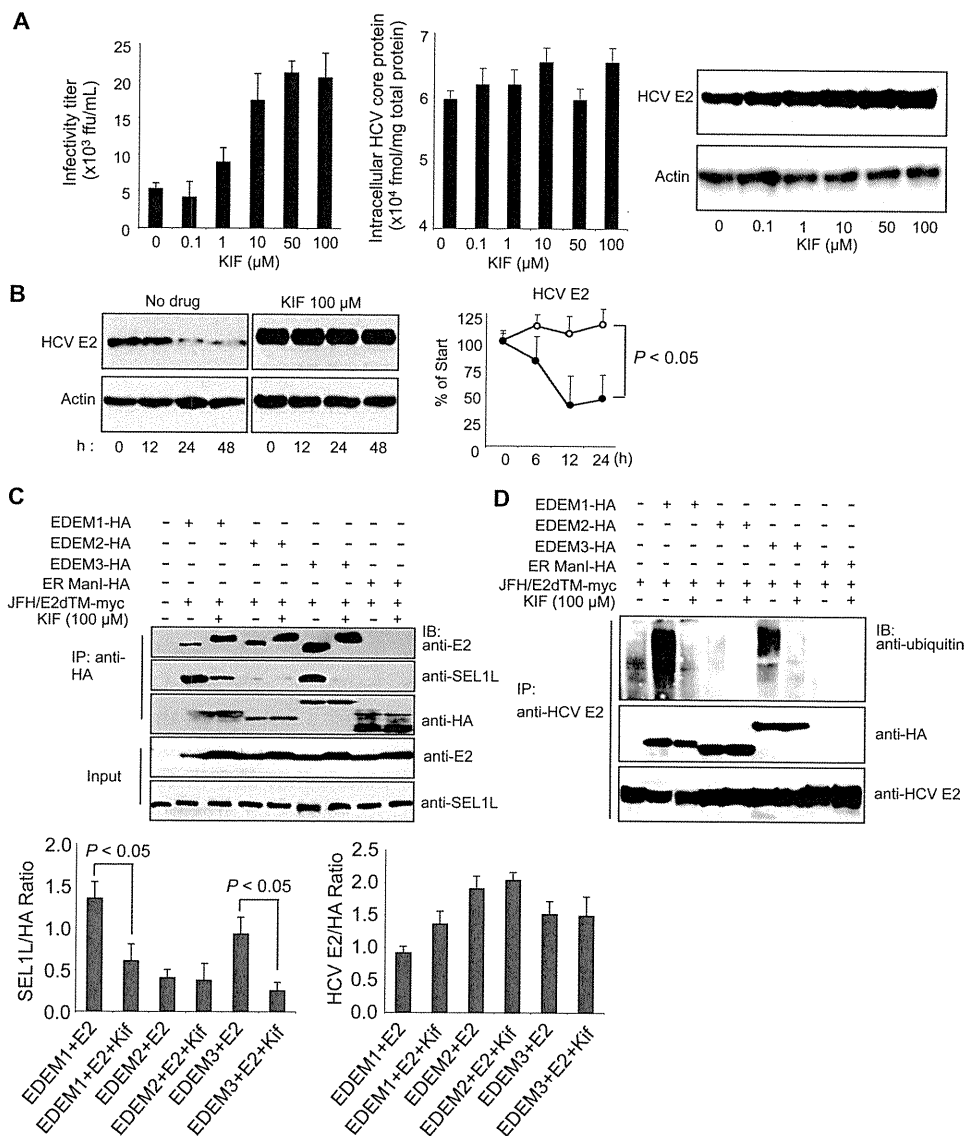 A
Infectivity titer
(x10³ ffu/mL)
25
20
15
10
5
0
0 0.1 1 10 50 100
KIF (µM)
Intracellular HCV core protein
(x10⁴ fmol/mg total protein)
7
6
5
4
0 0.1 1 10 50 100
KIF (µM)
HCV E2
Actin
0 0.1 1 10 50 100
KIF (µM)
B
No drug
KIF 100 µM
HCV E2
Actin
h : 0 12 24 48 0 12 24 48
HCV E2
% of Start
125
100
75
50
25
0
0 6 12 24 (h)
P < 0.05
C
EDEM1-HA - + + - - - - - -
EDEM2-HA - - - + + - - - -
EDEM3-HA - - - - - + + - -
ER ManI-HA - - - - - - - + +
JFH/E2dTM-myc - + + + + + + + +
KIF (100 µM) - - + - + - + - +
IP: anti-
HA
IB:
anti-E2
anti-SEL1L
anti-HA
Input
anti-E2
anti-SEL1L
SEL1L/HA Ratio
2.0
1.5
1.0
0.5
0.0
P < 0.05
P < 0.05
EDEM1+E2
EDEM1+E2+Kif
EDEM2+E2
EDEM2+E2+Kif
EDEM3+E2
EDEM3+E2+Kif
HCV E2/HA Ratio
2.5
2.0
1.5
1.0
0.5
0.0
EDEM1+E2
EDEM1+E2+Kif
EDEM2+E2
EDEM2+E2+Kif
EDEM3+E2
EDEM3+E2+Kif
D
EDEM1-HA - + + - - - - - -
EDEM2-HA - - - + + - - - -
EDEM3-HA - - - - - + + - -
ER ManI-HA - - - - - - - + +
JFH/E2dTM-myc + + + + + + + + +
KIF (100 µM) - - + - + - + - +
IP:
anti-HCV E2
IB:
anti-ubiquitin
anti-HA
anti-HCV E2